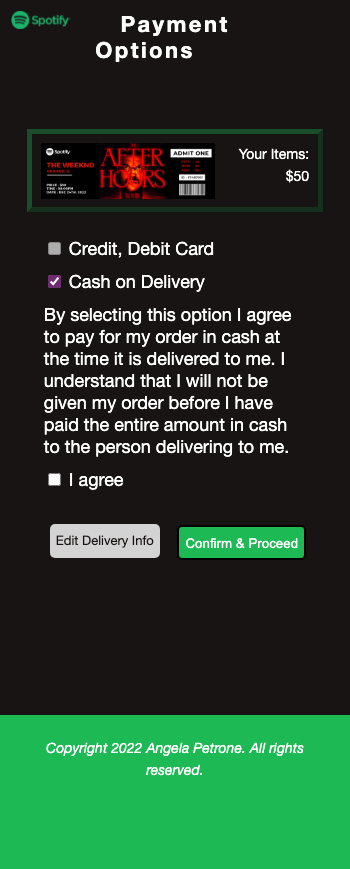 Spotify
Payment
Options
Spotify
THE WEEKND
AFTER
HOURS
ADMIT ONE
Your Items:
$50
Credit, Debit Card
Cash on Delivery
By selecting this option I agree
to pay for my order in cash at
the time it is delivered to me. I
understand that I will not be
given my order before I have
paid the entire amount in cash
to the person delivering to me.
I agree
Edit Delivery Info
Confirm & Proceed
Copyright 2022 Angela Petrone. All rights
reserved.